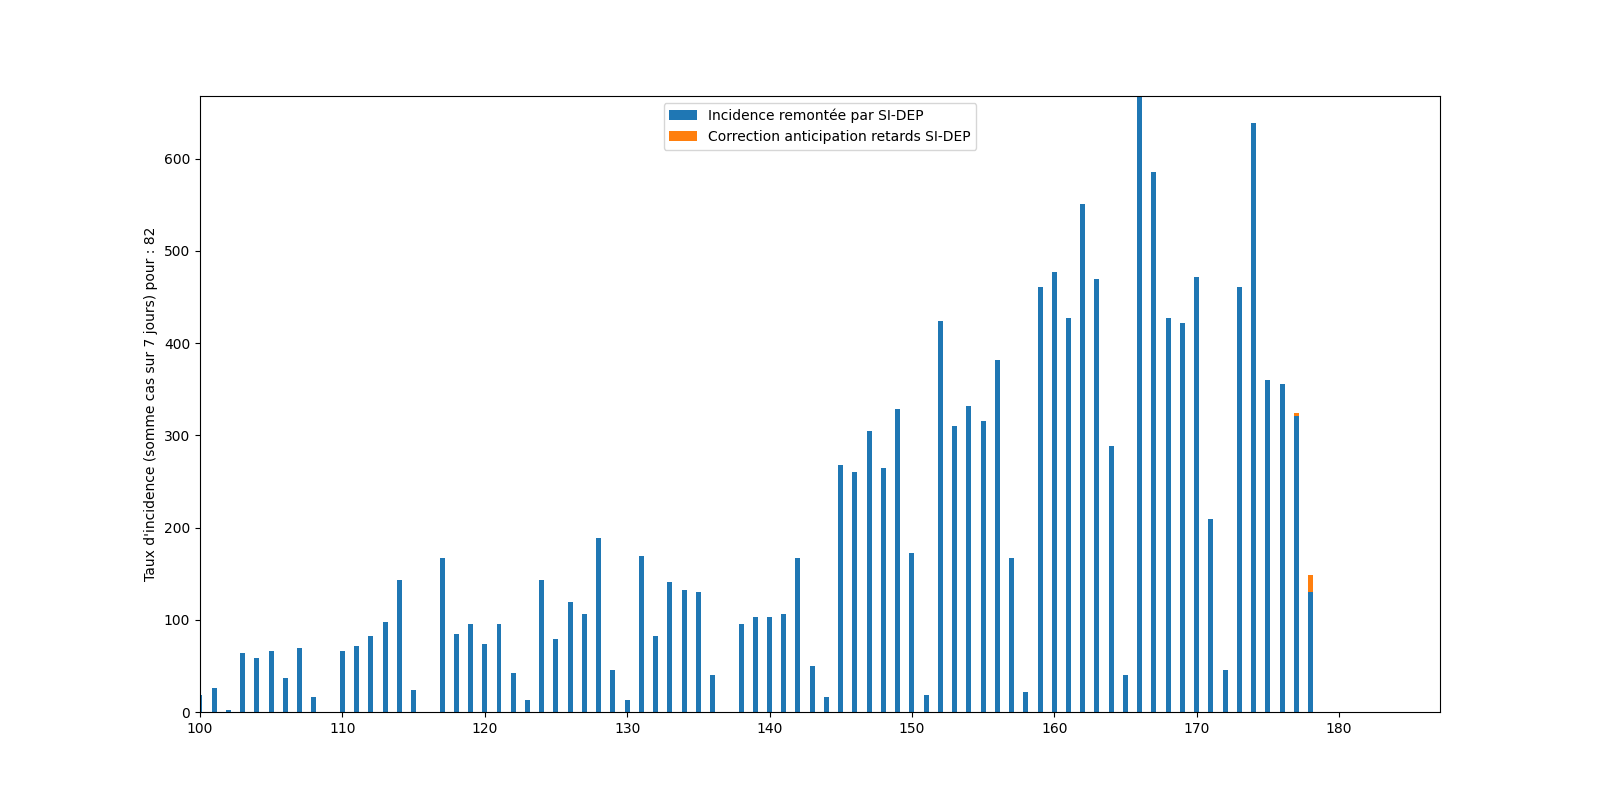 Incidence remontée par SI-DEP
Correction anticipation retards SI-DEP
Taux d'incidence (somme cas sur 7 jours) pour : 82
600
500
400
300
200
100
0
100 110 120 130 140 150 160 170 180